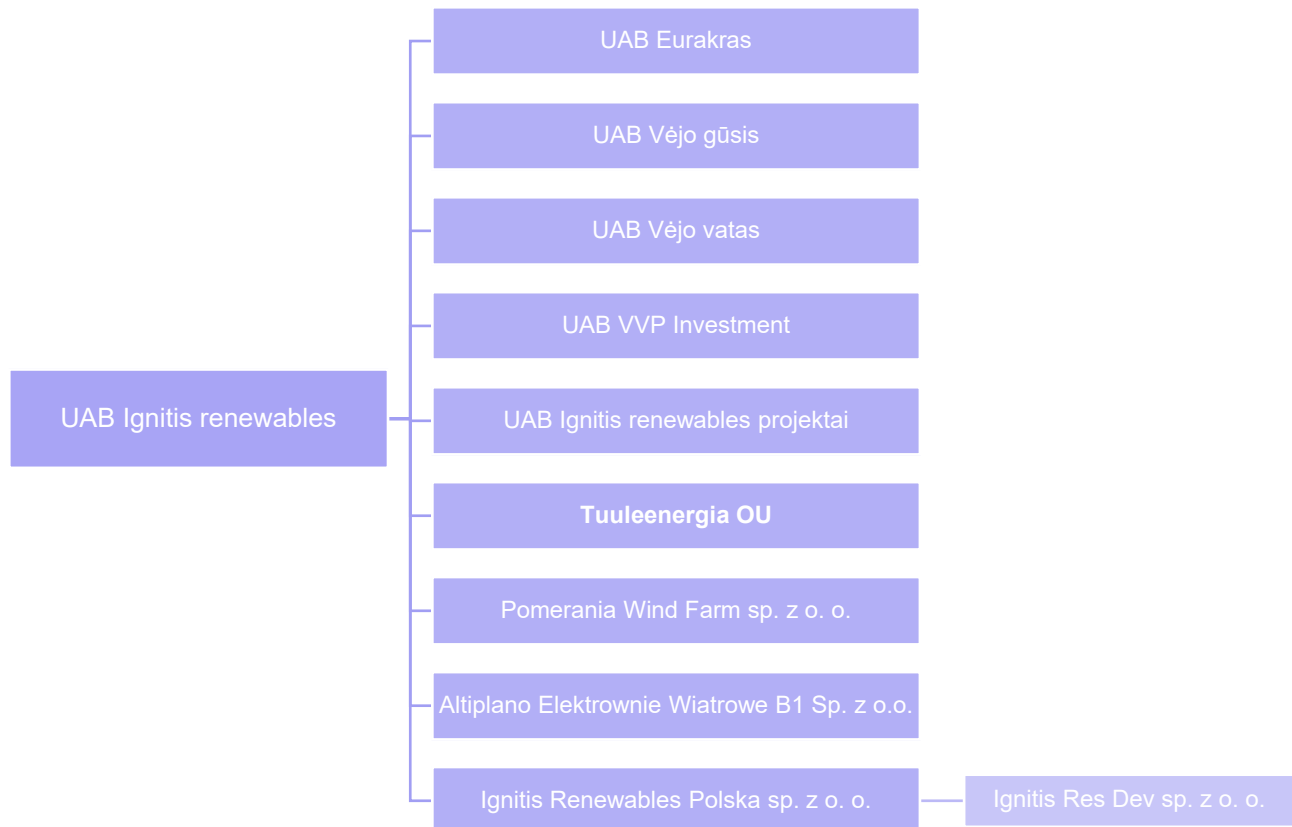 UAB Eurakras
UAB Vėjo gūsis
UAB Vėjo vatas
UAB VVP Investment
UAB Ignitis renewables
UAB Ignitis renewables projektai
Tuuleenergia OU
Pomerania Wind Farm sp. z o. o.
Altiplano Elektrownie Wiatrowe B1 Sp. z o.o.
Ignitis Renewables Polska sp. z o. o.
Ignitis Res Dev sp. z o. o.